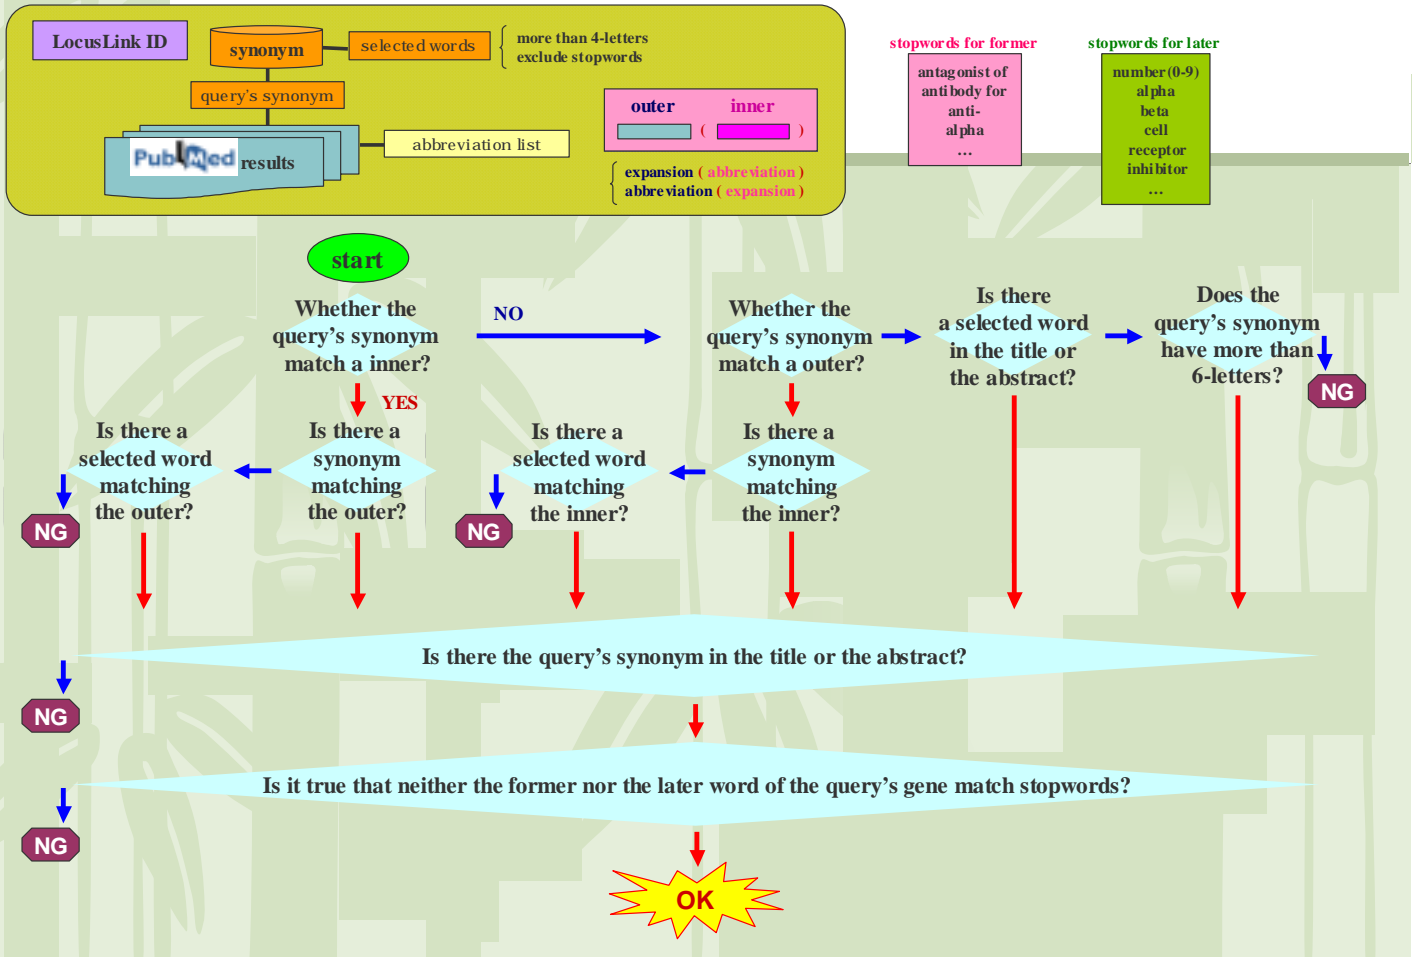 LocusLink ID
synonym
selected words
more than 4-letters
exclude stopwords
query's synonym
PubMed results
abbreviation list
outer inner
( )
expansion ( abbreviation )
abbreviation ( expansion )
stopwords for former
antagonist of
antibody for
anti-
alpha
...
stopwords for later
number(0-9)
alpha
beta
cell
receptor
inhibitor
...
start
Whether the
query's synonym
match a inner?
NO
YES
Whether the
query's synonym
match a outer?
Is there
a selected word
in the title or
the abstract?
Does the
query's synonym
have more than
6-letters?
NG
Is there a
selected word
matching
the outer?
NG
Is there a
synonym
matching
the outer?
Is there a
selected word
matching
the inner?
NG
Is there a
synonym
matching
the inner?
Is there the query's synonym in the title or the abstract?
NG
Is it true that neither the former nor the later word of the query's gene match stopwords?
NG
OK